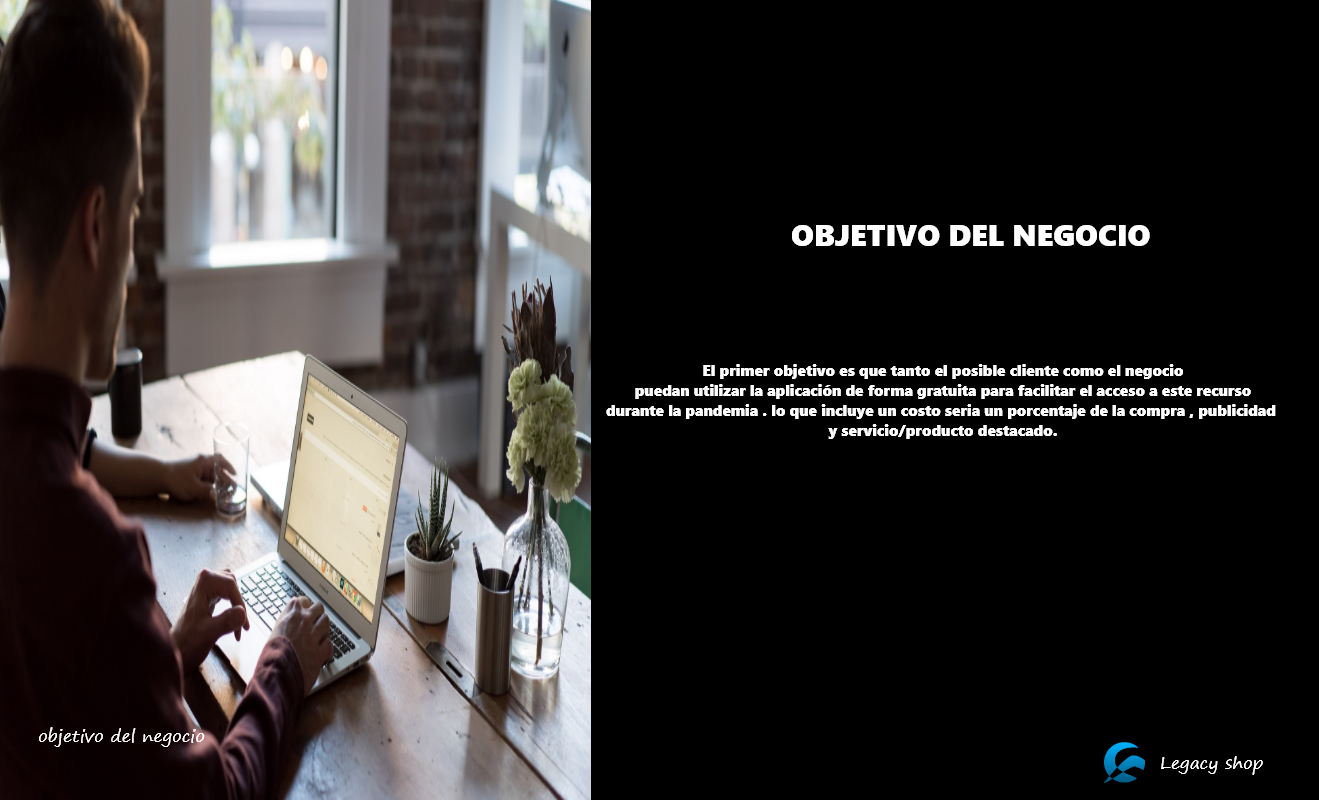 OBJETIVO DEL NEGOCIO
El primer objetivo es que tanto el posible cliente como el negocio
puedan utilizar la aplicación de forma gratuita para facilitar el acceso a este recurso
durante la pandemia . lo que incluye un costo seria un porcentaje de la compra , publicidad
y servicio/producto destacado.
objetivo del negocio
Legacy shop